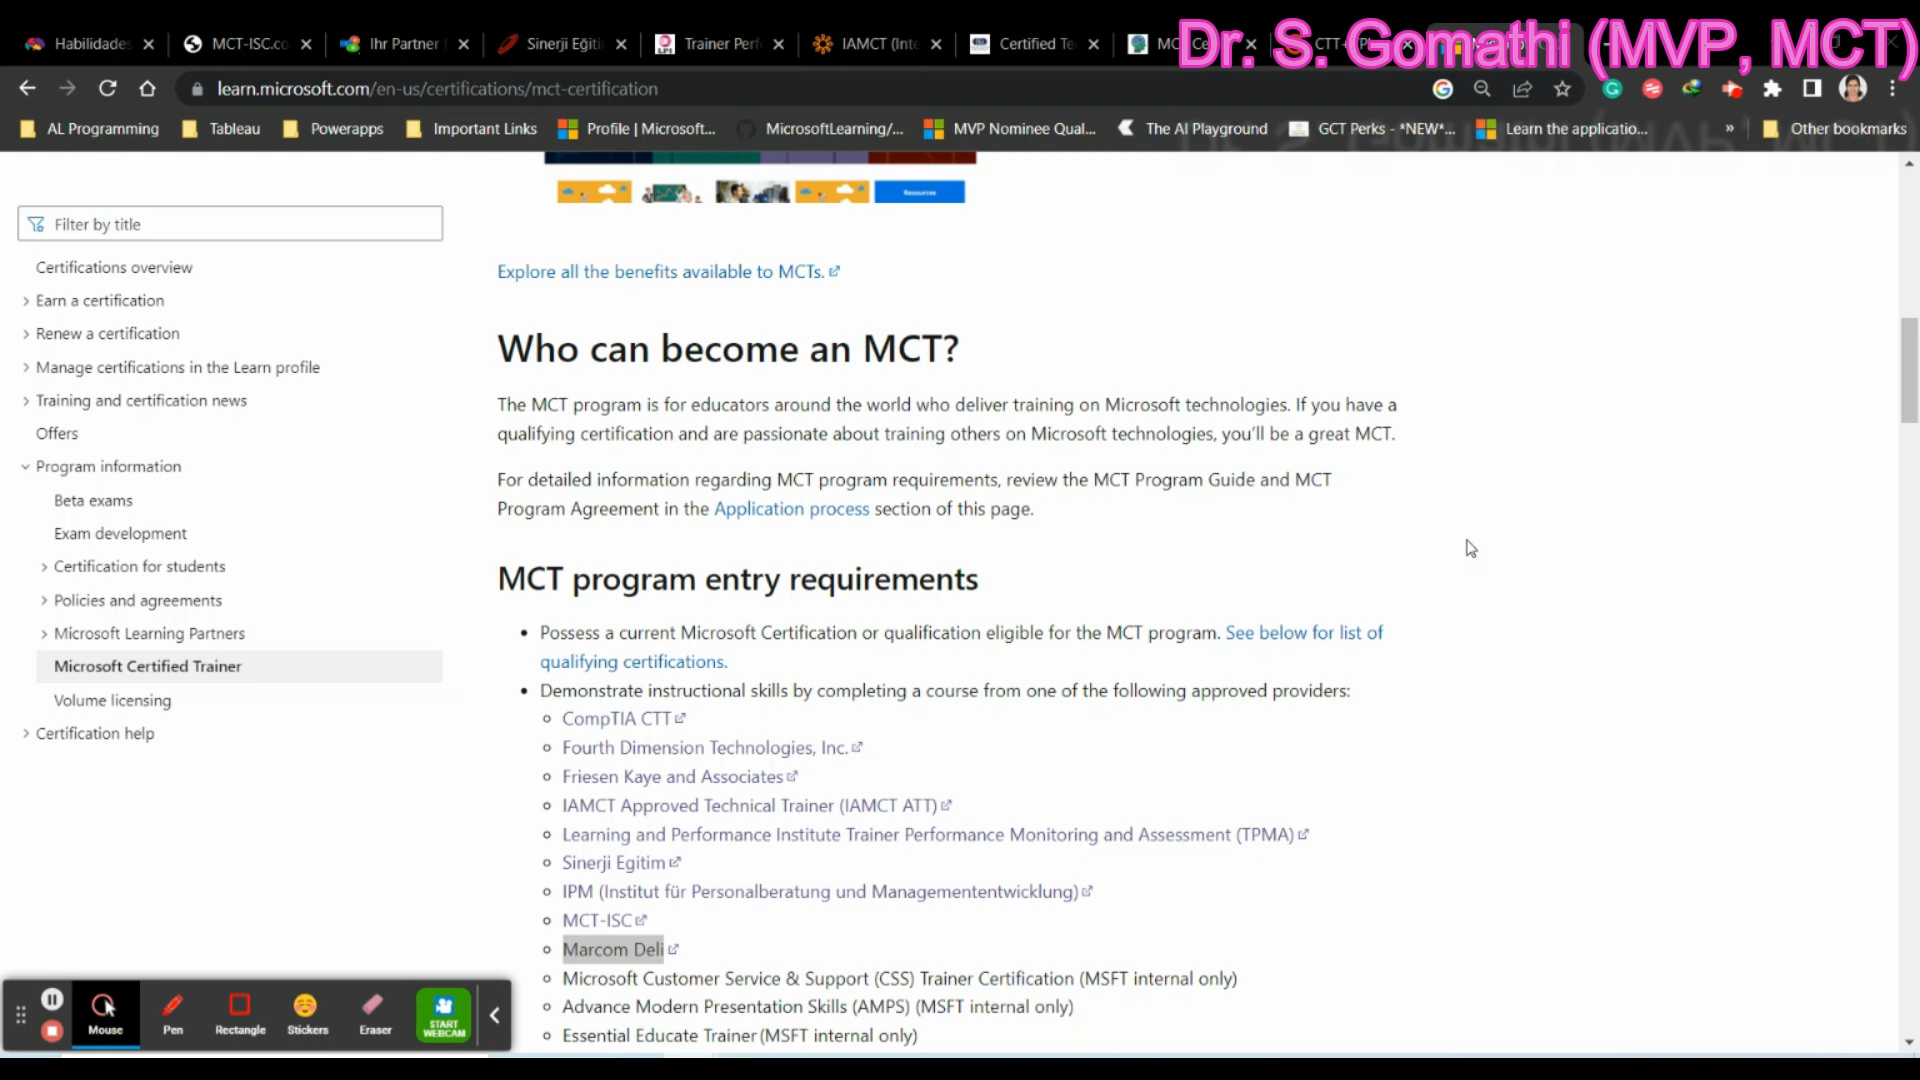 Dr. S. Gomathi (MVP, MCT)
Habilidades
MCT-ISC.co
Ihr Partner
Sinerji Eğiti
Trainer Perf
IAMCT (Inte
Certified Te
MC
CTT+
learn.microsoft.com/en-us/certifications/mct-certification
AL Programming
Tableau
Powerapps
Important Links
Profile | Microsoft...
MicrosoftLearning/...
MVP Nominee Qual...
The AI Playground
GCT Perks - *NEW*...
Learn the applicatio...
»
Other bookmarks
Resources
Filter by title
Certifications overview
Earn a certification
Renew a certification
Manage certifications in the Learn profile
Training and certification news
Offers
Program information
Beta exams
Exam development
Certification for students
Policies and agreements
Microsoft Learning Partners
Microsoft Certified Trainer
Volume licensing
Certification help
Explore all the benefits available to MCTs.
Who can become an MCT?
The MCT program is for educators around the world who deliver training on Microsoft technologies. If you have a
qualifying certification and are passionate about training others on Microsoft technologies, you'll be a great MCT.
For detailed information regarding MCT program requirements, review the MCT Program Guide and MCT
Program Agreement in the Application process section of this page.
MCT program entry requirements
• Possess a current Microsoft Certification or qualification eligible for the MCT program. See below for list of
qualifying certifications.
• Demonstrate instructional skills by completing a course from one of the following approved providers:
CompTIA CTT
Fourth Dimension Technologies, Inc.
Friesen Kaye and Associates
IAMCT Approved Technical Trainer (IAMCT ATT)
Learning and Performance Institute Trainer Performance Monitoring and Assessment (TPMA)
Sinerji Egitim
IPM (Institut für Personalberatung und Managemententwicklung)
MCT-ISC
Marcom Deli
Microsoft Customer Service & Support (CSS) Trainer Certification (MSFT internal only)
Advance Modern Presentation Skills (AMPS) (MSFT internal only)
Essential Educate Trainer (MSFT internal only)
Mouse
Pen
Rectangle
Stickers
Eraser
START
WEBCAM